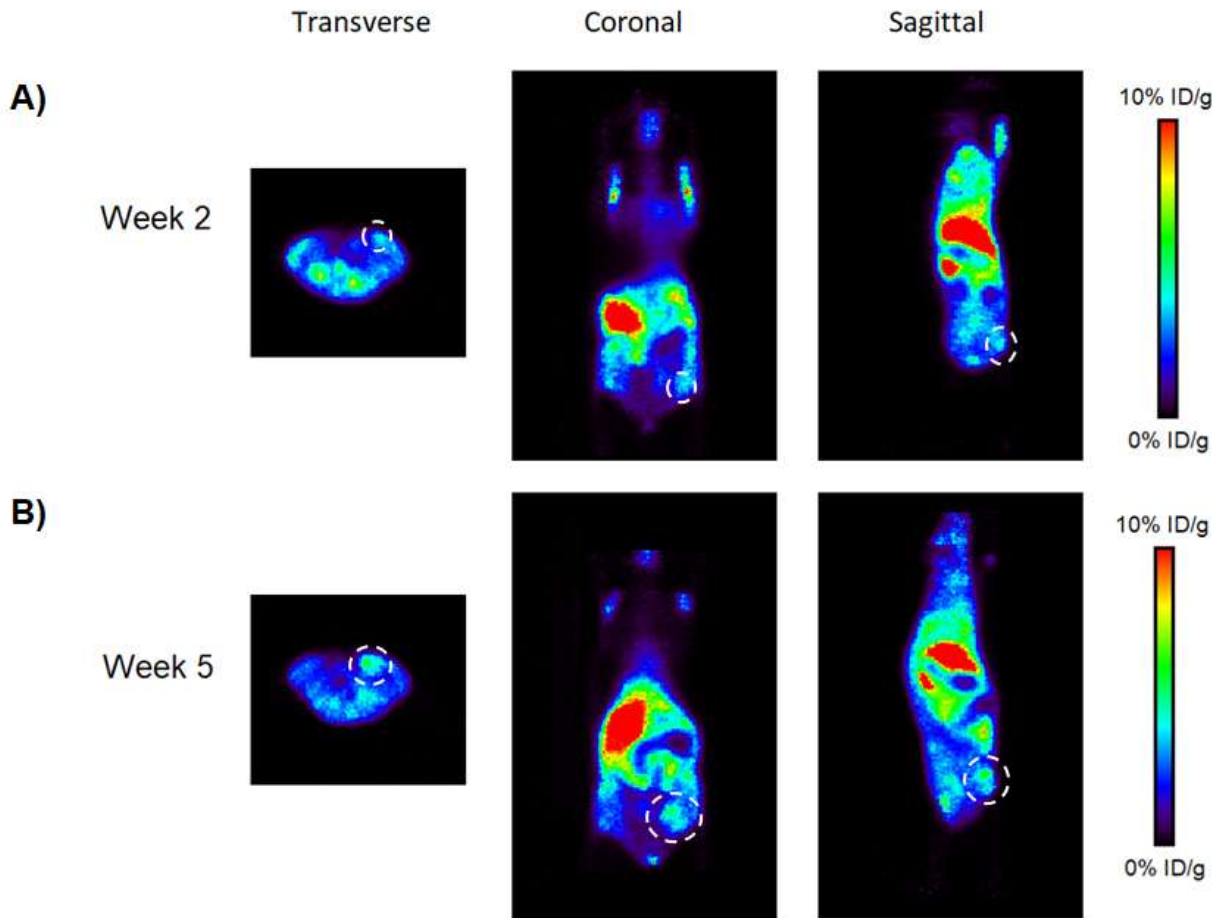 Transverse Coronal Sagittal
A)
10% ID/g
Week 2
0% ID/g
B)
10% ID/g
Week 5
0% ID/g